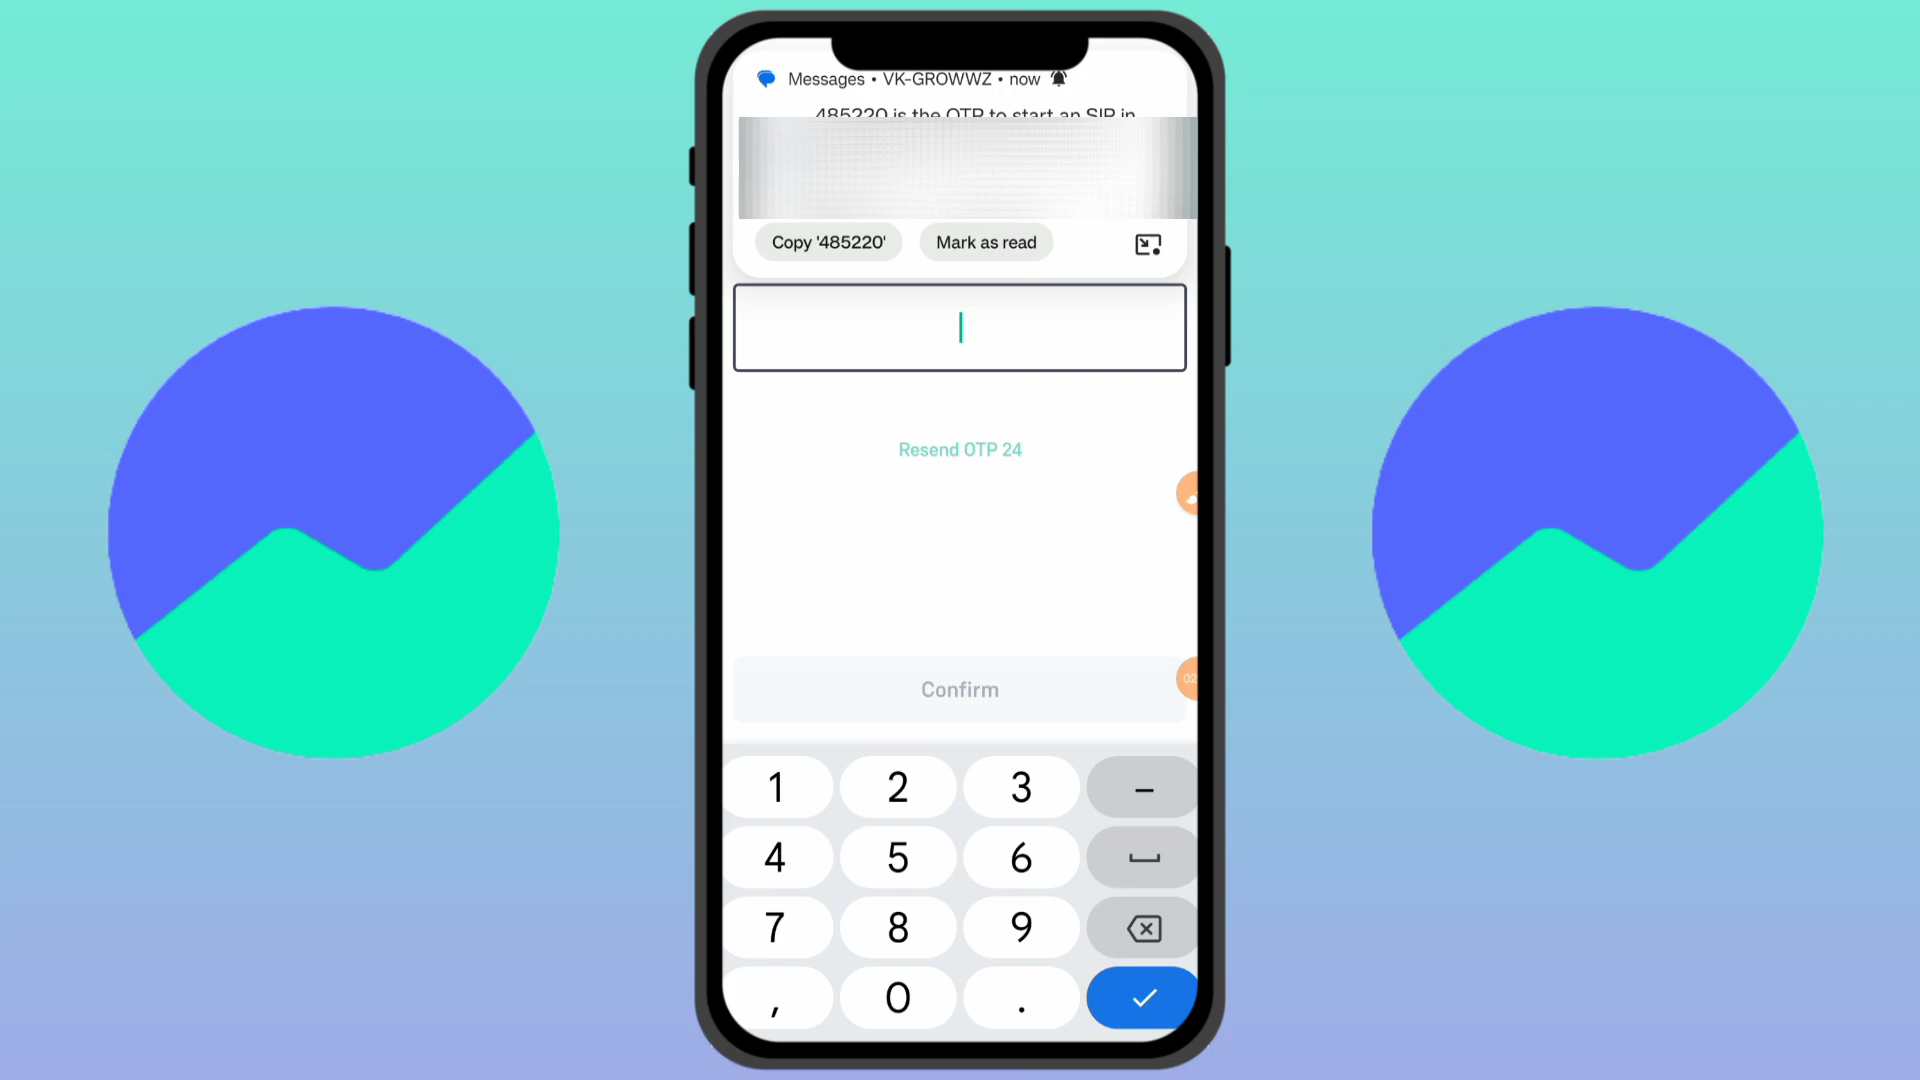 Messages • VK-GROWWZ • now
485220 is the OTP to start an SIP in
Copy '485220'
Mark as read
Resend OTP 24
02
Confirm
1 2 3 –
4 5 6
7 8 9
, 0 .